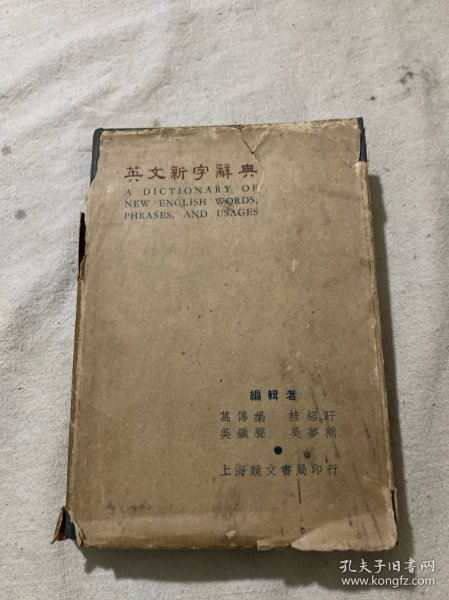 英文新字辭典
A DICTIONARY OF
NEW ENGLISH WORDS,
PHRASES, AND USAGES
編輯者
葛傳槼 桂紹盱
吳鐵聲 吳夢熊
上海競文書局印行
孔夫子旧书网
www.kongfz.com